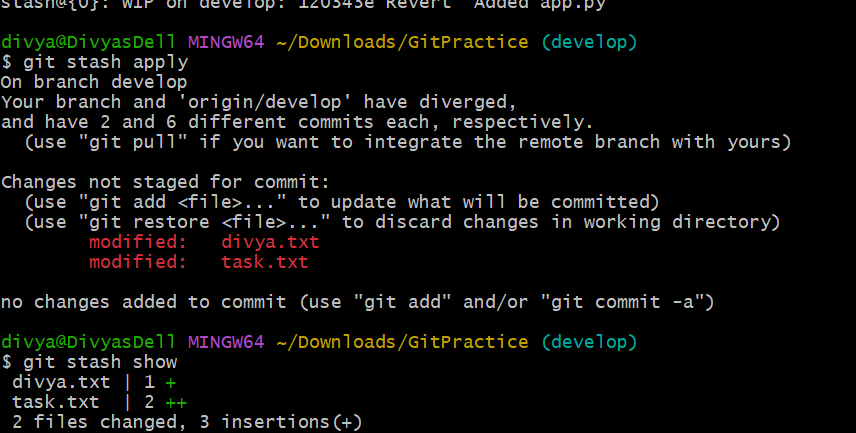 stash@{0}: WIP on develop: 120343e Revert "Added app.py"
divya@DivyasDell MINGW64 ~/Downloads/GitPractice (develop)
$ git stash apply
On branch develop
Your branch and 'origin/develop' have diverged,
and have 2 and 6 different commits each, respectively.
  (use "git pull" if you want to integrate the remote branch with yours)
Changes not staged for commit:
  (use "git add <file>..." to update what will be committed)
  (use "git restore <file>..." to discard changes in working directory)
        modified:   divya.txt
        modified:   task.txt
no changes added to commit (use "git add" and/or "git commit -a")
divya@DivyasDell MINGW64 ~/Downloads/GitPractice (develop)
$ git stash show
 divya.txt | 1 +
 task.txt  | 2 ++
 2 files changed, 3 insertions(+)